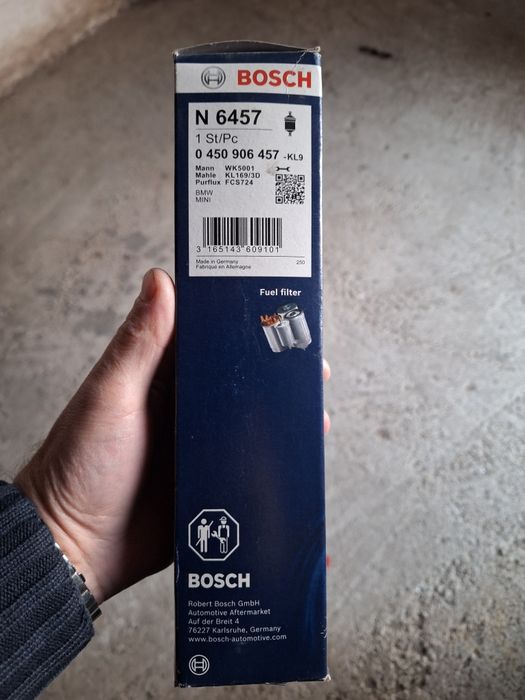 BOSCH
N 6457
1 St/Pc
0 450 906 457 -KL9
Mann WK5001
Mahle KL169/3D
Purflux FCS724
BMW
MINI
3 165143 609101
Made in Germany 250
Fabriqué en Allemagne
Fuel filter
BOSCH
Robert Bosch GmbH
Automotive Aftermarket
Auf der Breit 4
76227 Karlsruhe, Germany
www.bosch-automotive.com